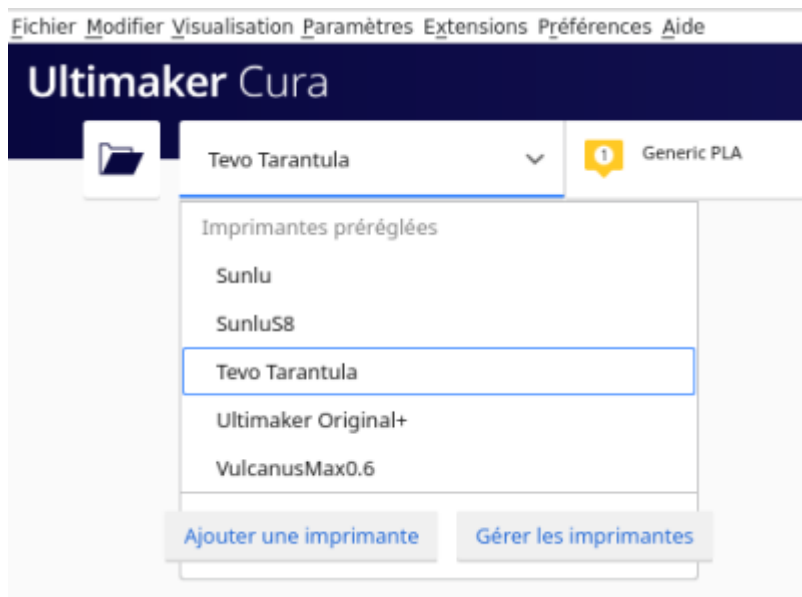 Fichier Modifier Visualisation Paramètres Extensions Préférences Aide
Ultimaker Cura
Tevo Tarantula
1
Generic PLA
Imprimantes préréglées
Sunlu
SunluS8
Tevo Tarantula
Ultimaker Original+
VulcanusMax0.6
Ajouter une imprimante Gérer les imprimantes